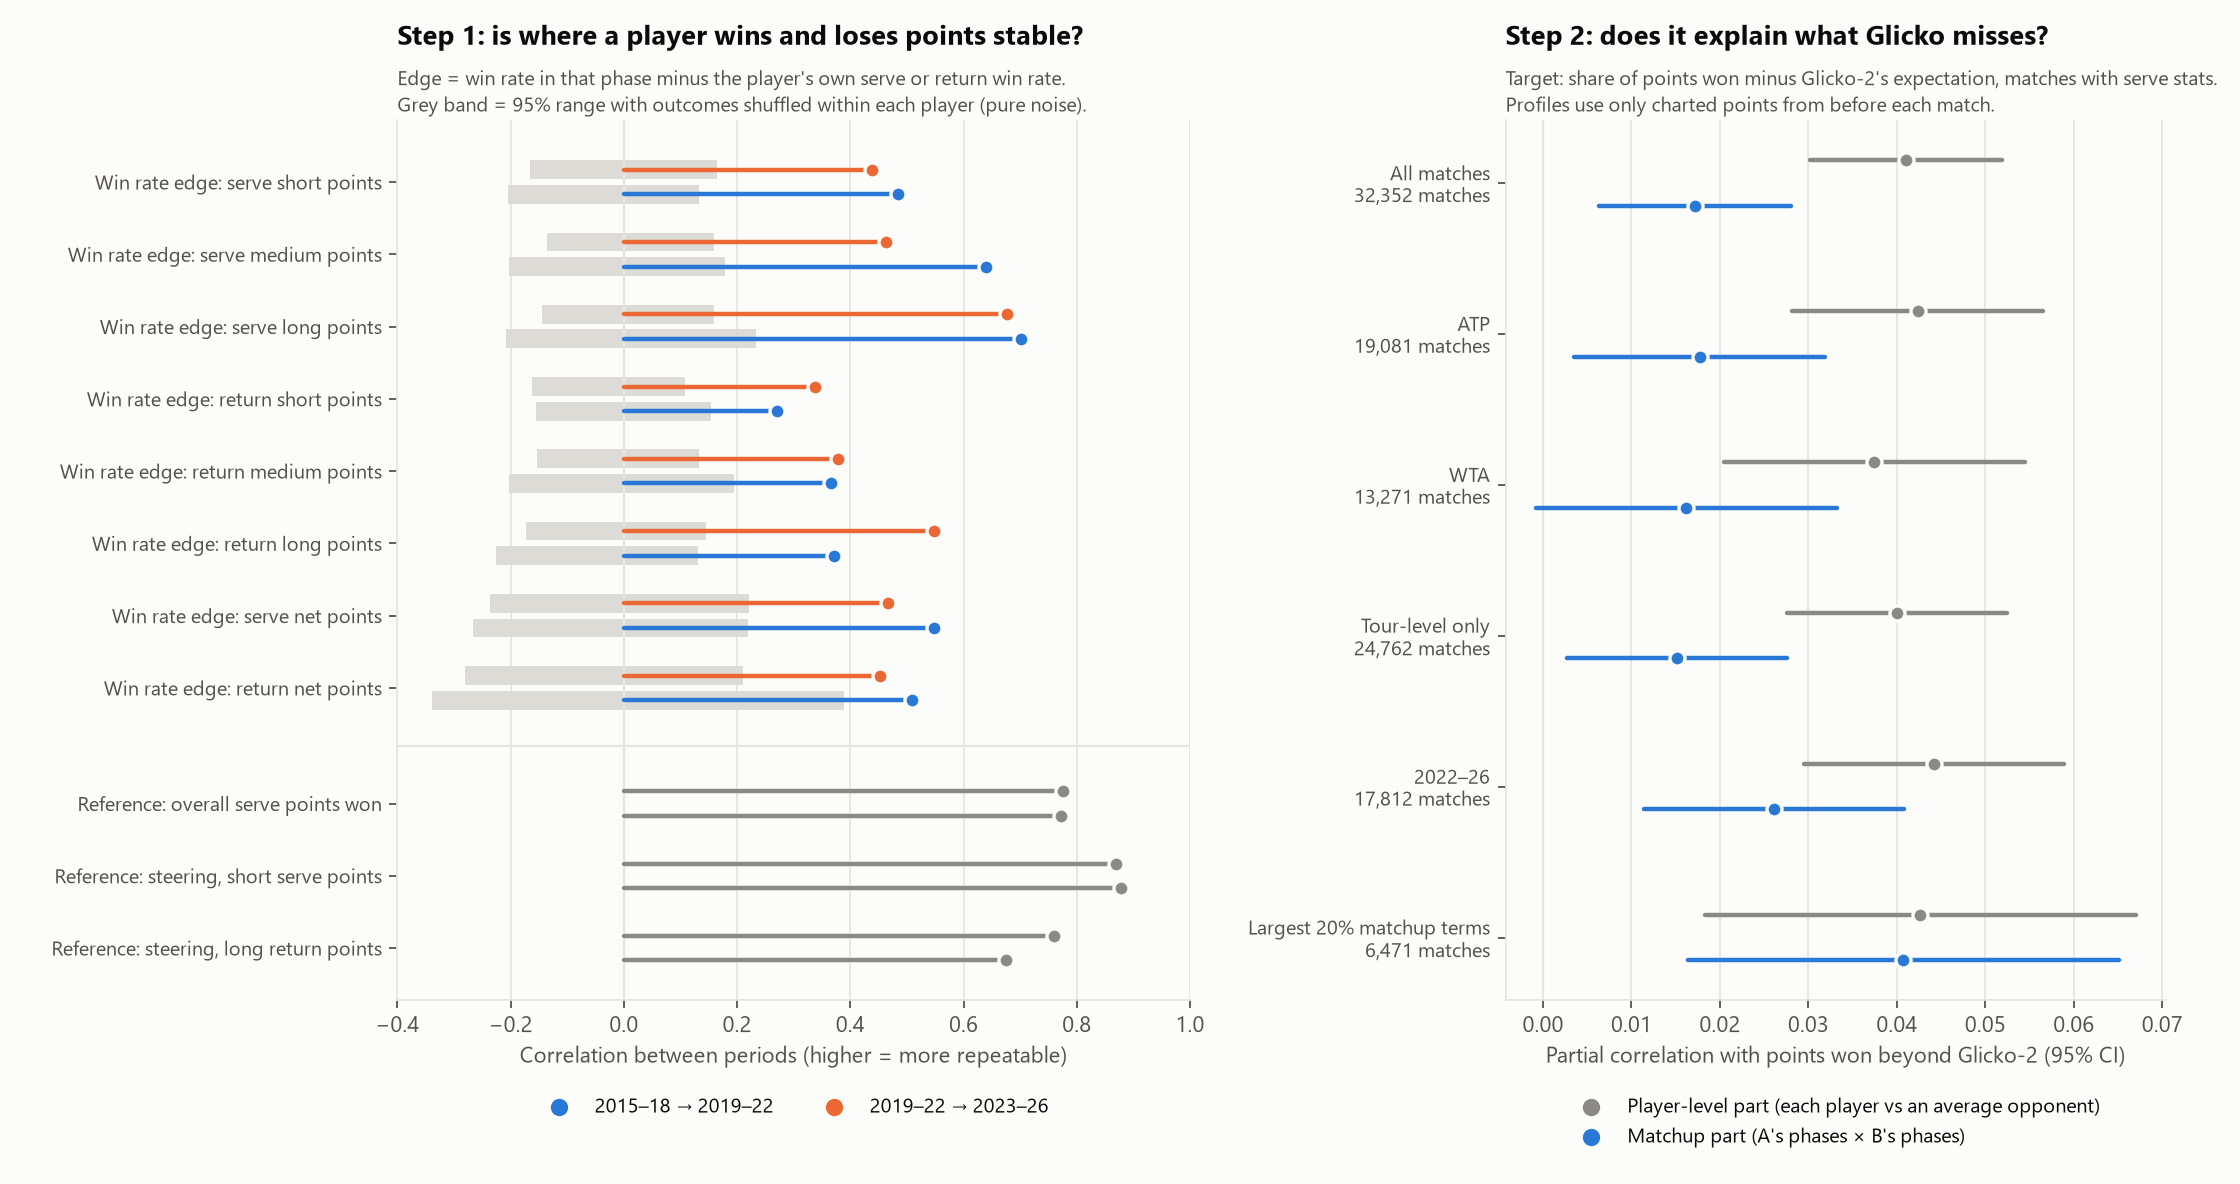 Step 1: is where a player wins and loses points stable?
Edge = win rate in that phase minus the player's own serve or return win rate.
Grey band = 95% range with outcomes shuffled within each player (pure noise).
Win rate edge: serve short points
Win rate edge: serve medium points
Win rate edge: serve long points
Win rate edge: return short points
Win rate edge: return medium points
Win rate edge: return long points
Win rate edge: serve net points
Win rate edge: return net points
Reference: overall serve points won
Reference: steering, short serve points
Reference: steering, long return points
−0.4 −0.2 0.0 0.2 0.4 0.6 0.8 1.0
Correlation between periods (higher = more repeatable)
2015–18 → 2019–22 2019–22 → 2023–26
Step 2: does it explain what Glicko misses?
Target: share of points won minus Glicko-2's expectation, matches with serve stats.
Profiles use only charted points from before each match.
All matches
32,352 matches
ATP
19,081 matches
WTA
13,271 matches
Tour-level only
24,762 matches
2022–26
17,812 matches
Largest 20% matchup terms
6,471 matches
0.00 0.01 0.02 0.03 0.04 0.05 0.06 0.07
Partial correlation with points won beyond Glicko-2 (95% CI)
Player-level part (each player vs an average opponent)
Matchup part (A's phases × B's phases)